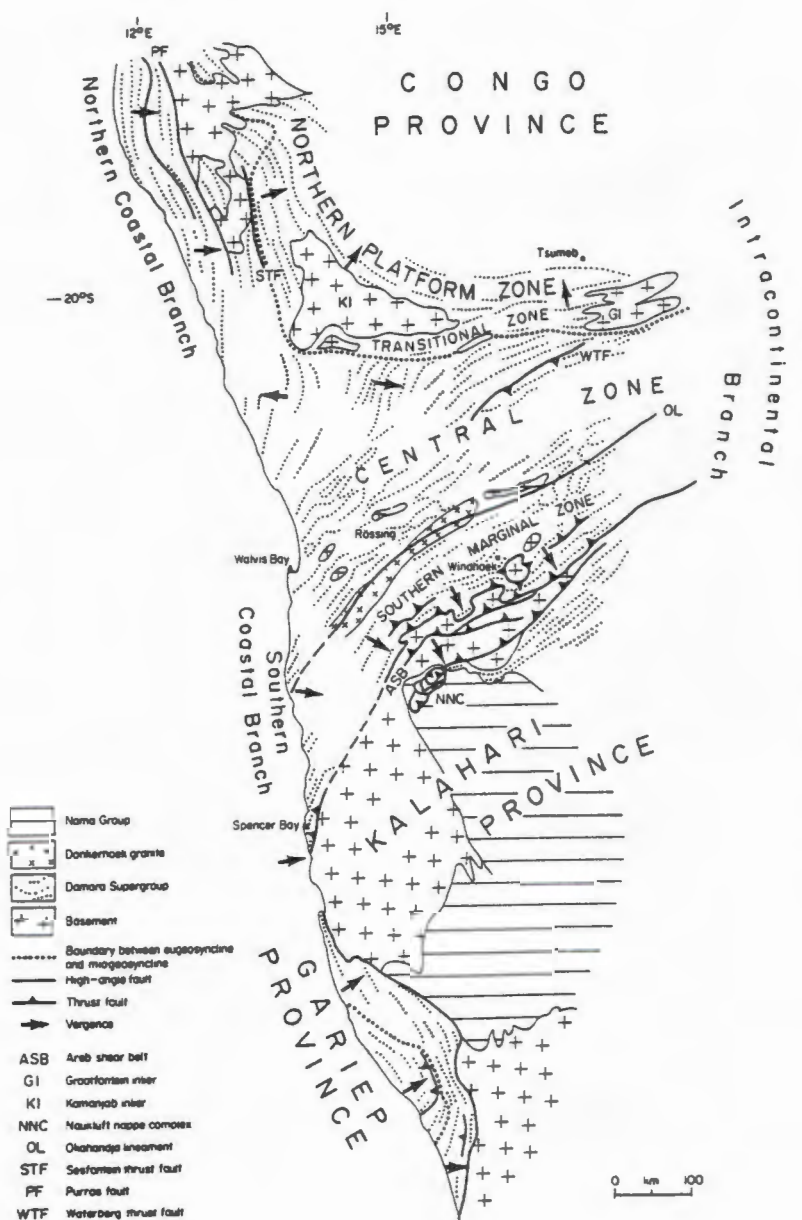 12°E
15°E
PF
CONGO
PROVINCE
Northern Coastal Branch
NORTHERN PLATFORM ZONE
STF
Tsumeb
20°S
KI
GI
TRANSITIONAL ZONE
WTF
Intracontinental
Branch
CENTRAL ZONE
OL
Rössing
Walvis Bay
SOUTHERN MARGINAL ZONE
Windhoek
Southern
Coastal Branch
ASB
NNC
KALAHARI
PROVINCE
Spencer Bay
GARIEP
PROVINCE
Nama Group
Donkerhoek granite
Damara Supergroup
Basement
Boundary between eugeosyncline
and miogeosyncline
High-angle fault
Thrust fault
Vergence
ASB Areb shear belt
GI Grootfontein inlier
KI Kamanjab inlier
NNC Naukluft nappe complex
OL Okahandja lineament
STF Sesfontein thrust fault
PF Purros fault
WTF Waterberg thrust fault
0 km 100